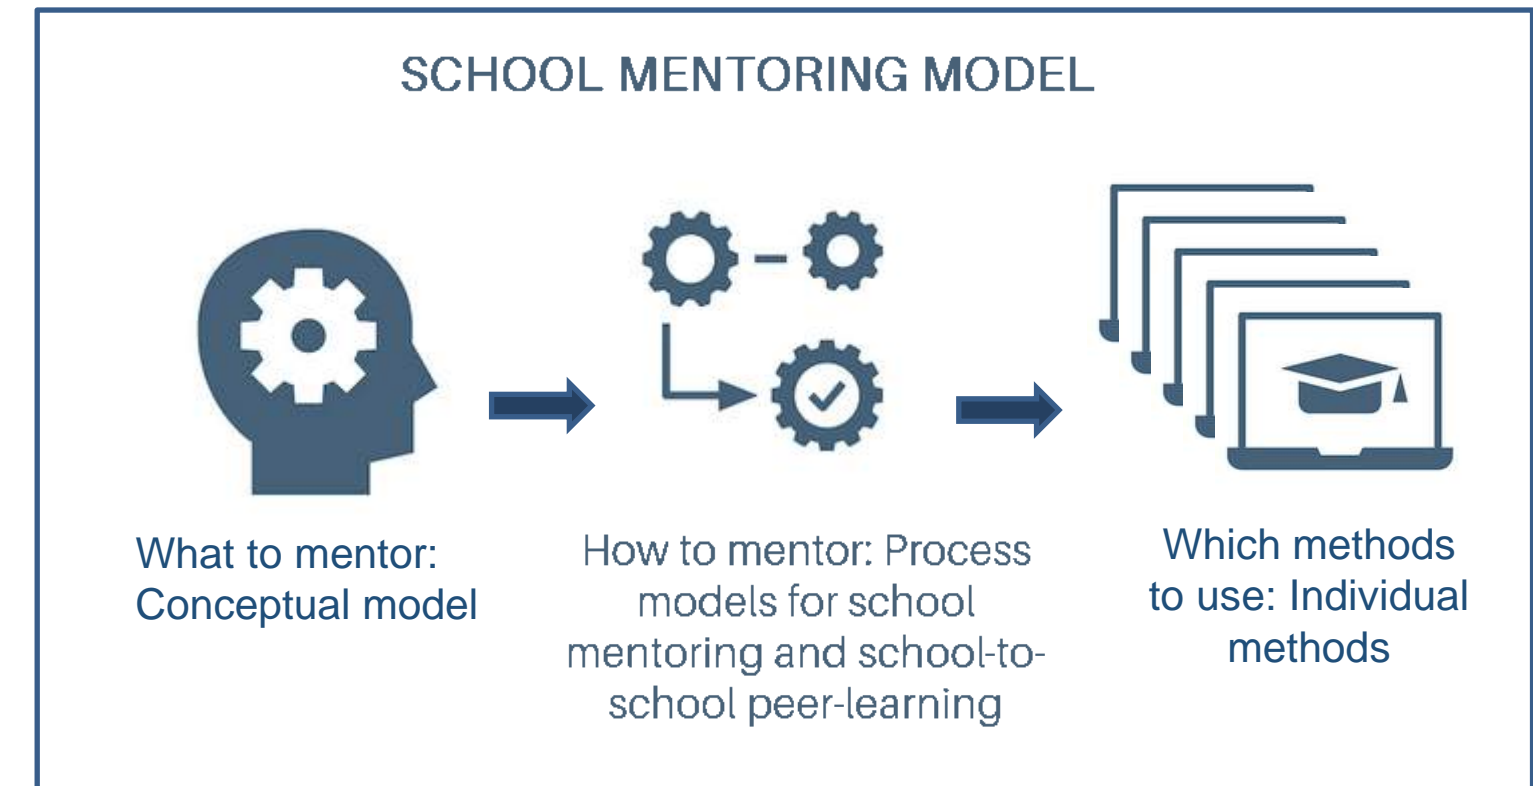 SCHOOL MENTORING MODEL
What to mentor:
Conceptual model
How to mentor: Process
models for school
mentoring and school-to-
school peer-learning
Which methods
to use: Individual
methods